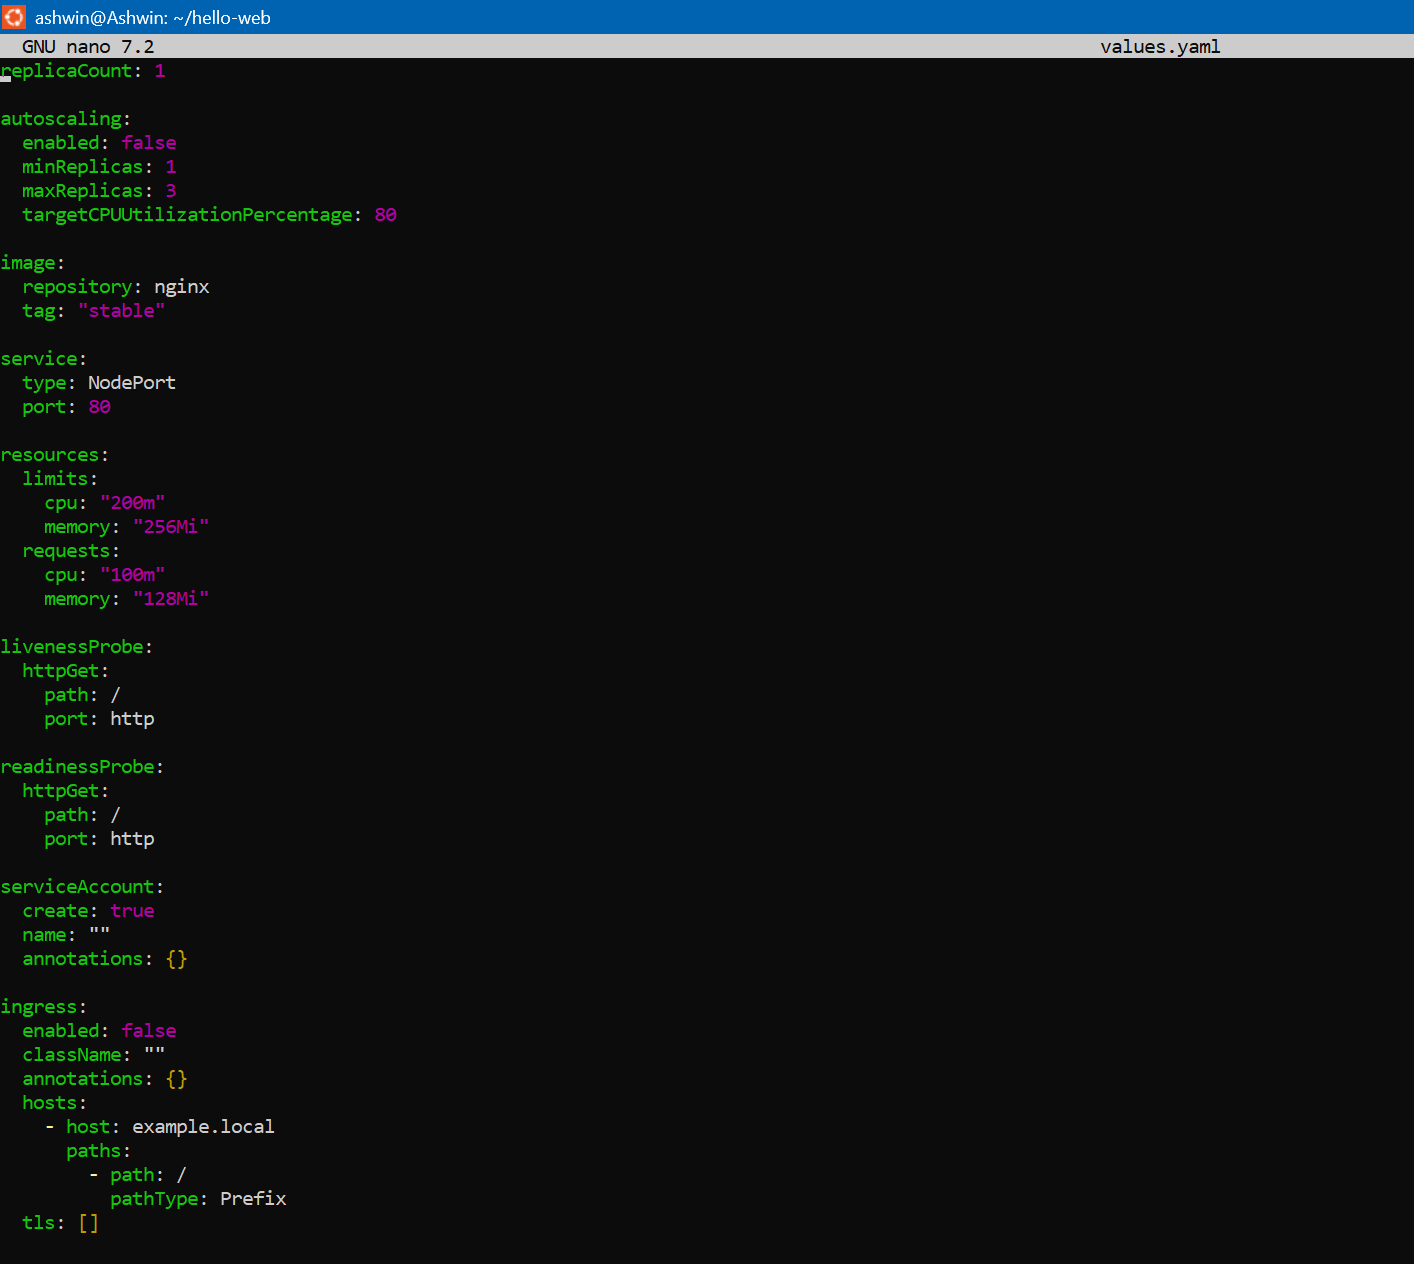 ashwin@Ashwin: ~/hello-web
GNU nano 7.2 values.yaml
replicaCount: 1
autoscaling:
  enabled: false
  minReplicas: 1
  maxReplicas: 3
  targetCPUUtilizationPercentage: 80
image:
  repository: nginx
  tag: "stable"
service:
  type: NodePort
  port: 80
resources:
  limits:
    cpu: "200m"
    memory: "256Mi"
  requests:
    cpu: "100m"
    memory: "128Mi"
livenessProbe:
  httpGet:
    path: /
    port: http
readinessProbe:
  httpGet:
    path: /
    port: http
serviceAccount:
  create: true
  name: ""
  annotations: {}
ingress:
  enabled: false
  className: ""
  annotations: {}
  hosts:
    - host: example.local
      paths:
        - path: /
          pathType: Prefix
  tls: []